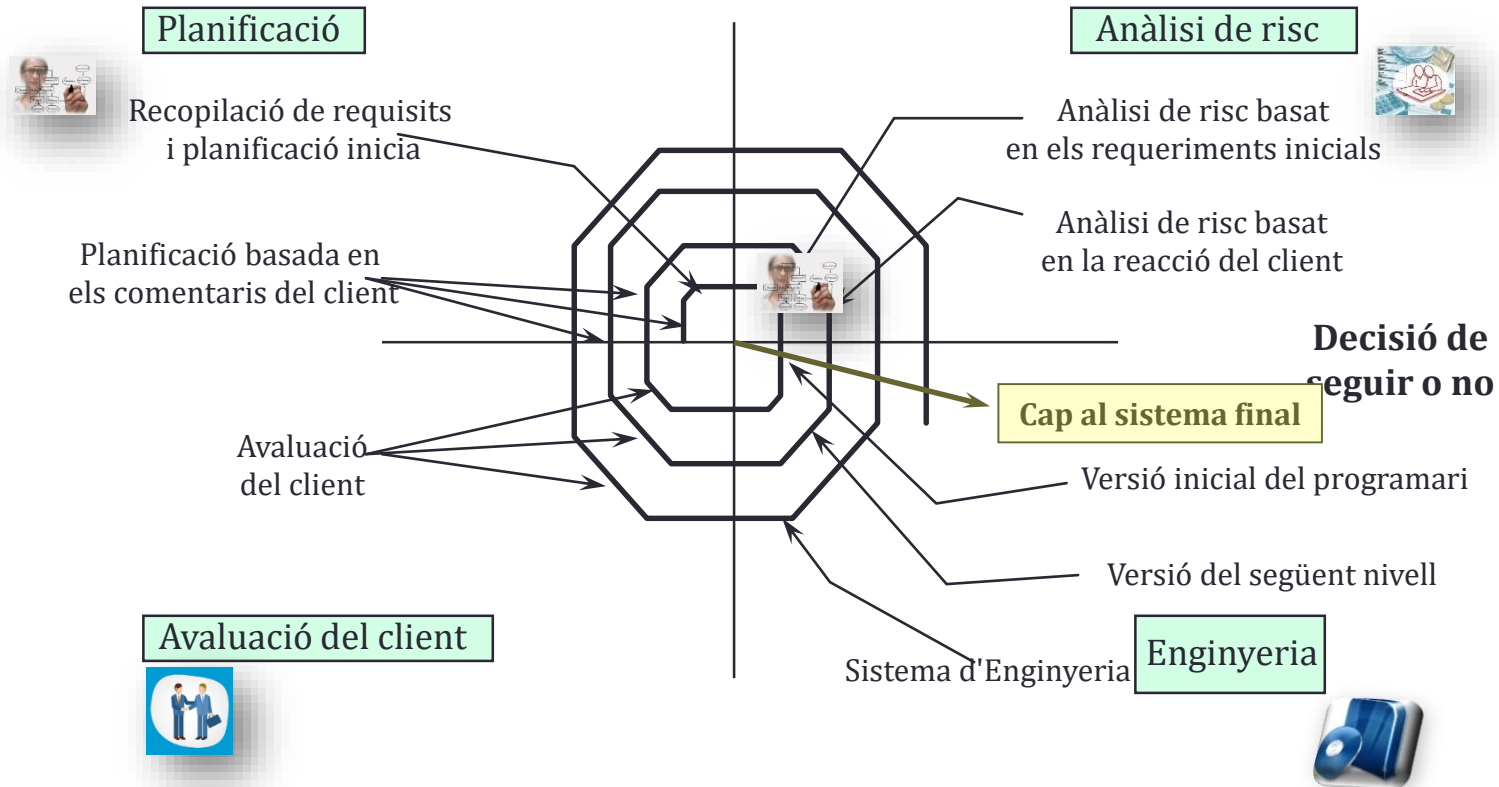 Planificació
Anàlisi de risc
Recopilació de requisits
i planificació inicia
Anàlisi de risc basat
en els requeriments inicials
Anàlisi de risc basat
en la reacció del client
Planificació basada en
els comentaris del client
Decisió de
seguir o no
Cap al sistema final
Avaluació
del client
Versió inicial del programari
Versió del següent nivell
Avaluació del client
Sistema d'Enginyeria
Enginyeria